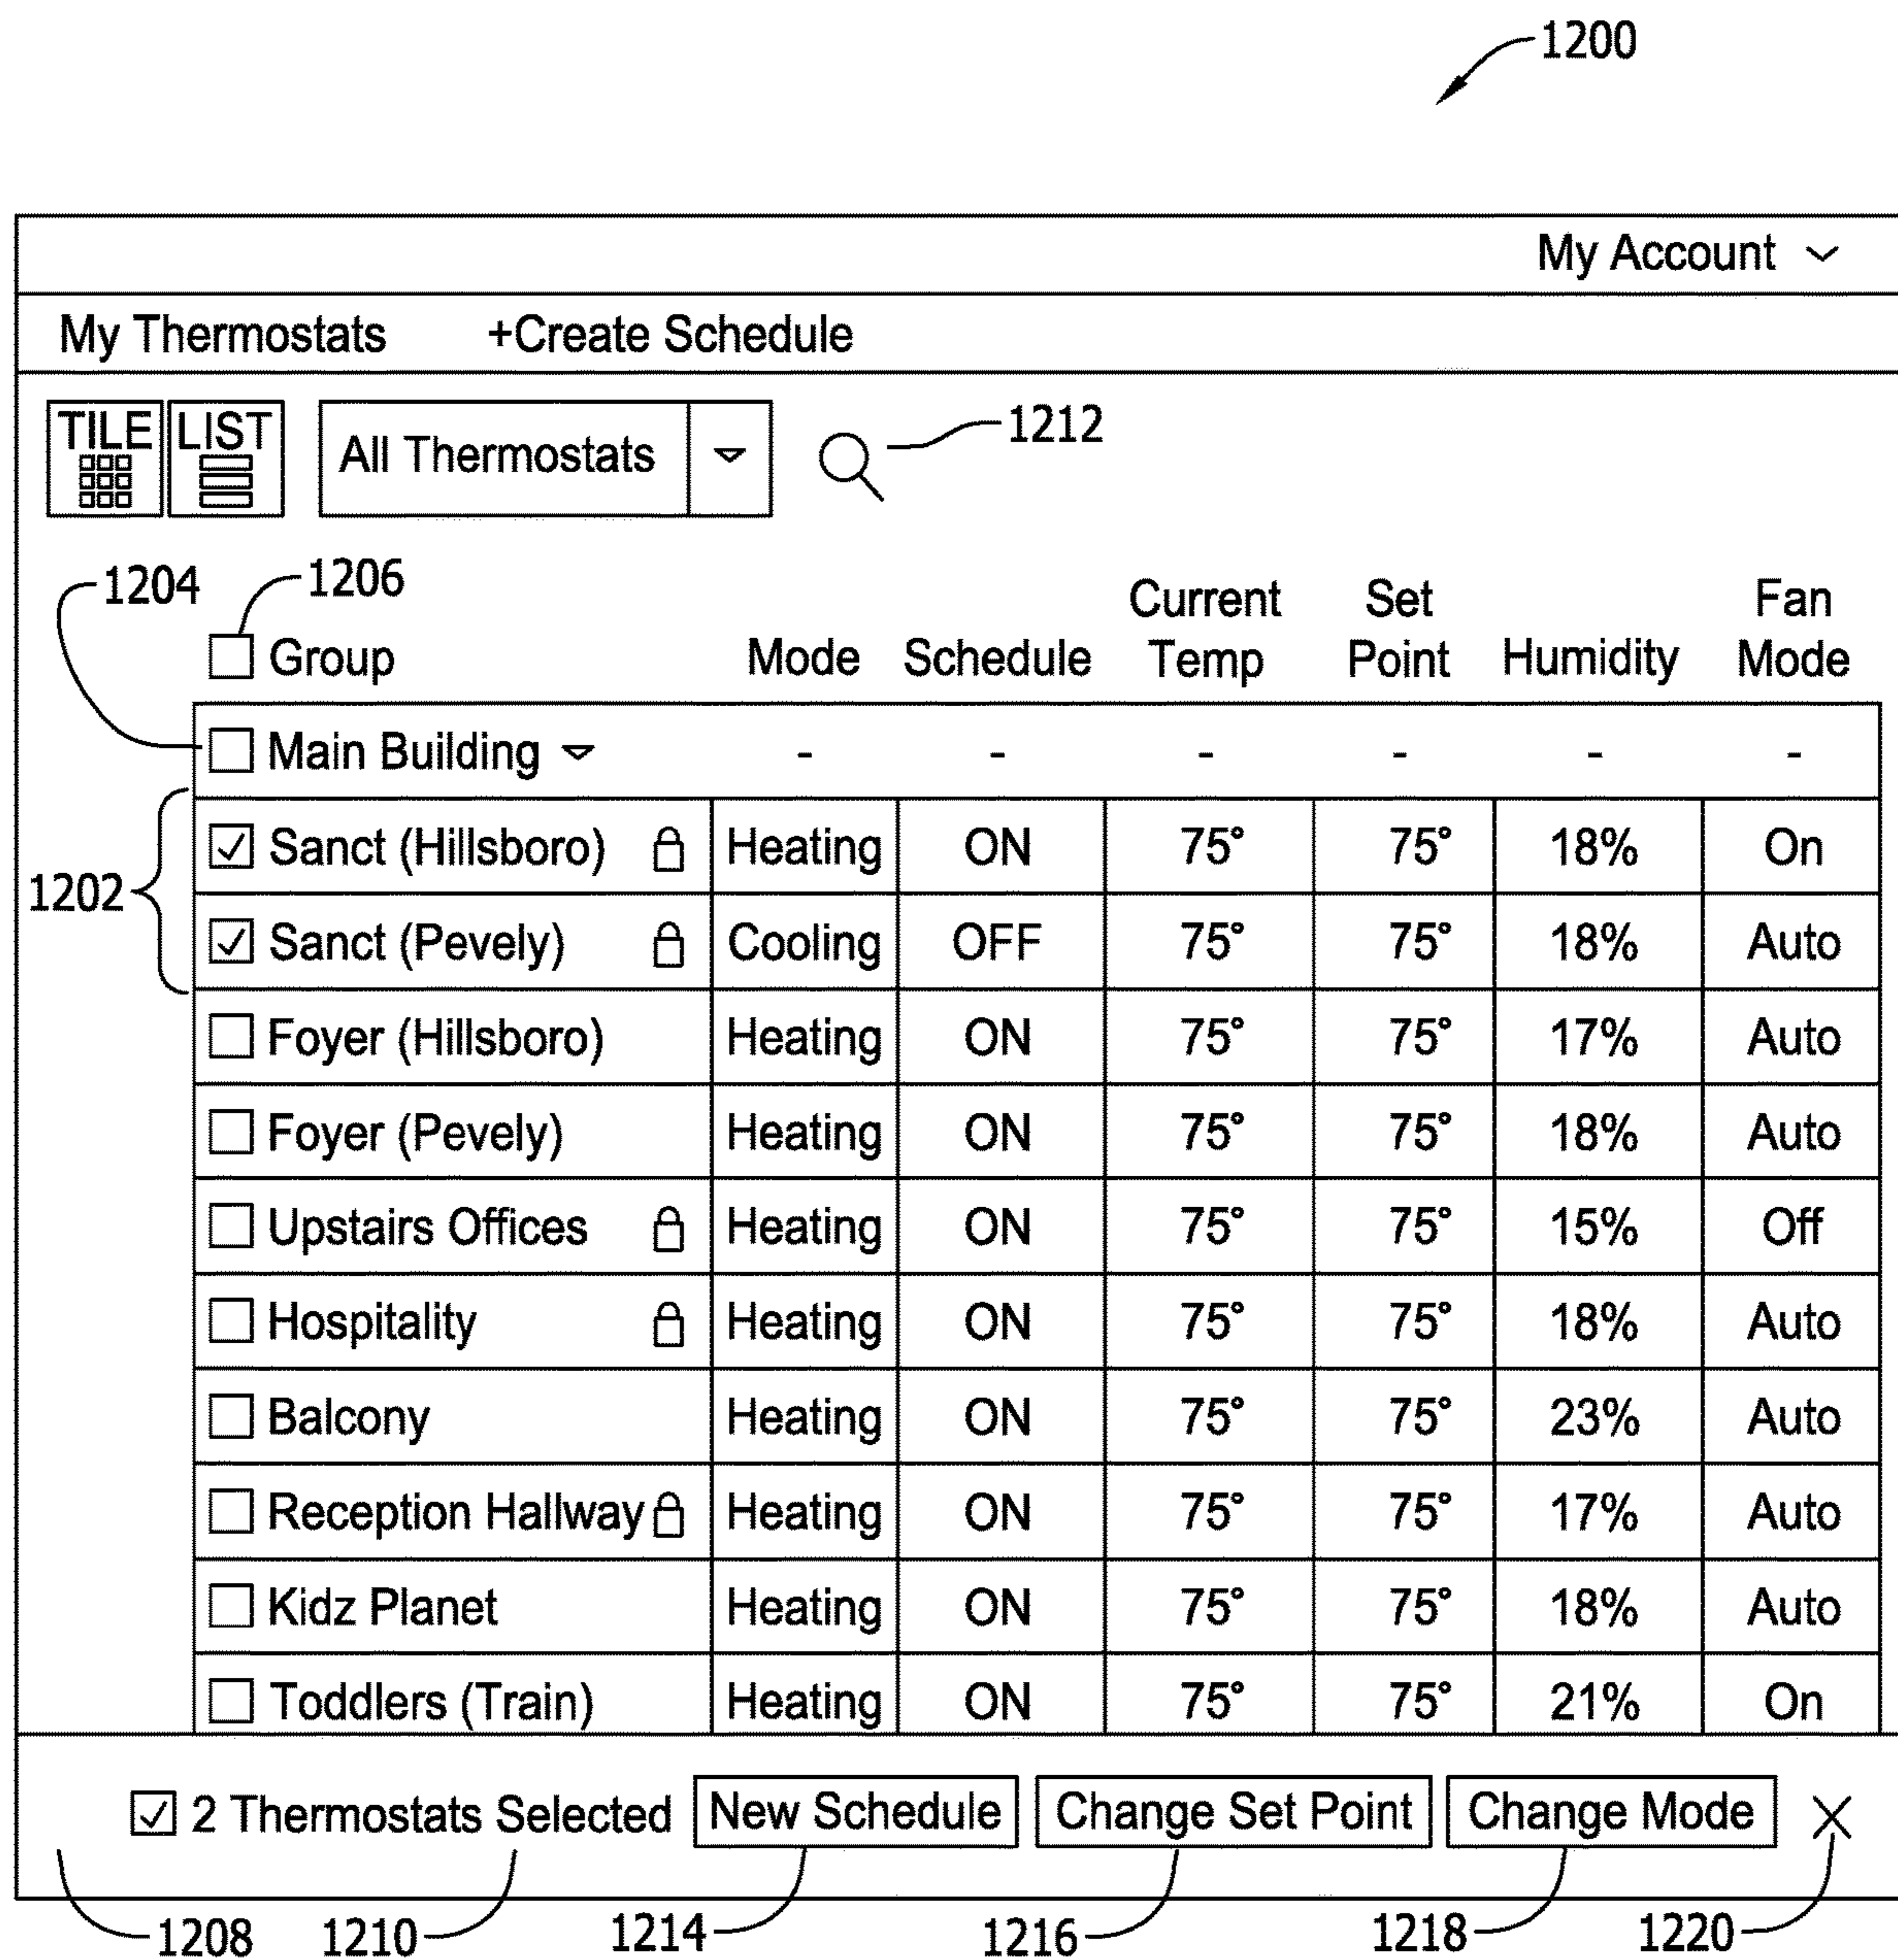 1200
My Account
My Thermostats +Create Schedule
TILE LIST All Thermostats 1212
1204 1206
Current Set Fan
Group Mode Schedule Temp Point Humidity Mode
Main Building - - - - - -
1202
Sanct (Hillsboro) Heating ON 75° 75° 18% On
Sanct (Pevely) Cooling OFF 75° 75° 18% Auto
Foyer (Hillsboro) Heating ON 75° 75° 17% Auto
Foyer (Pevely) Heating ON 75° 75° 18% Auto
Upstairs Offices Heating ON 75° 75° 15% Off
Hospitality Heating ON 75° 75° 18% Auto
Balcony Heating ON 75° 75° 23% Auto
Reception Hallway Heating ON 75° 75° 17% Auto
Kidz Planet Heating ON 75° 75° 18% Auto
Toddlers (Train) Heating ON 75° 75° 21% On
2 Thermostats Selected New Schedule Change Set Point Change Mode
1208 1210 1214 1216 1218 1220